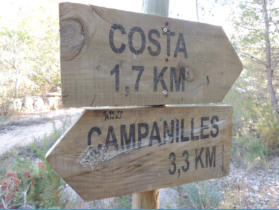 COSTA
1,7 KM
CAMPANILLES
3,3 KM